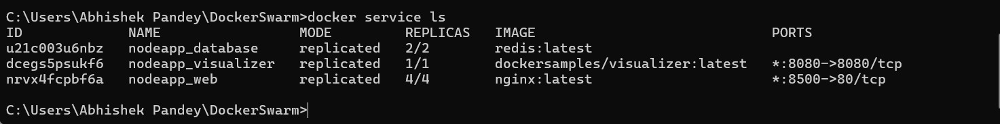 C:\Users\Abhishek Pandey\DockerSwarm>docker service ls
ID             NAME                 MODE         REPLICAS   IMAGE                             PORTS
u21c003u6nbz   nodeapp_database     replicated   2/2        redis:latest
dcegs5psukf6   nodeapp_visualizer   replicated   1/1        dockersamples/visualizer:latest   *:8080->8080/tcp
nrvx4fcpbf6a   nodeapp_web          replicated   4/4        nginx:latest                      *:8500->80/tcp
C:\Users\Abhishek Pandey\DockerSwarm>